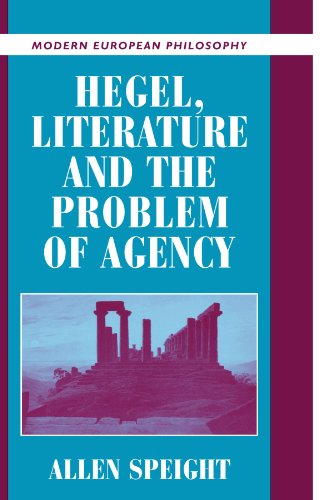 MODERN EUROPEAN PHILOSOPHY
HEGEL,
LITERATURE
AND THE
PROBLEM
OF AGENCY
ALLEN SPEIGHT